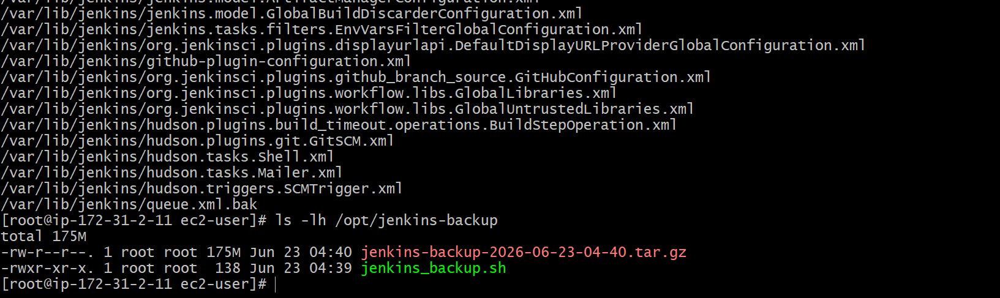 /var/lib/jenkins/jenkins.model.ArtifactManagerConfiguration.xml
/var/lib/jenkins/jenkins.model.GlobalBuildDiscarderConfiguration.xml
/var/lib/jenkins/jenkins.tasks.filters.EnvVarsFilterGlobalConfiguration.xml
/var/lib/jenkins/org.jenkinsci.plugins.displayurlapi.DefaultDisplayURLProviderGlobalConfiguration.xml
/var/lib/jenkins/github-plugin-configuration.xml
/var/lib/jenkins/org.jenkinsci.plugins.github_branch_source.GitHubConfiguration.xml
/var/lib/jenkins/org.jenkinsci.plugins.workflow.libs.GlobalLibraries.xml
/var/lib/jenkins/org.jenkinsci.plugins.workflow.libs.GlobalUntrustedLibraries.xml
/var/lib/jenkins/hudson.plugins.build_timeout.operations.BuildStepOperation.xml
/var/lib/jenkins/hudson.plugins.git.GitSCM.xml
/var/lib/jenkins/hudson.tasks.Shell.xml
/var/lib/jenkins/hudson.tasks.Mailer.xml
/var/lib/jenkins/hudson.triggers.SCMTrigger.xml
/var/lib/jenkins/queue.xml.bak
[root@ip-172-31-2-11 ec2-user]# ls -lh /opt/jenkins-backup
total 175M
-rw-r--r--. 1 root root 175M Jun 23 04:40 jenkins-backup-2026-06-23-04-40.tar.gz
-rwxr-xr-x. 1 root root  138 Jun 23 04:39 jenkins_backup.sh
[root@ip-172-31-2-11 ec2-user]#